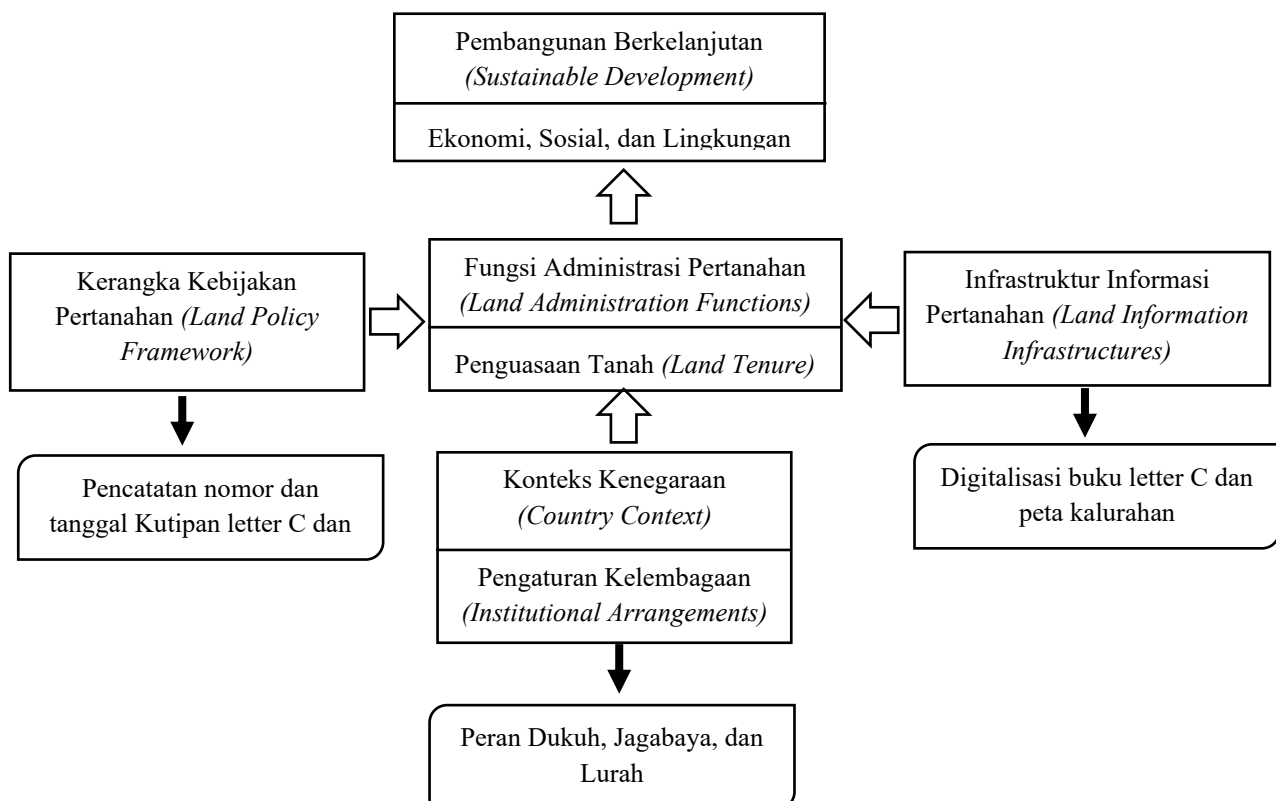 Pembangunan Berkelanjutan
(Sustainable Development)
Ekonomi, Sosial, dan Lingkungan
Kerangka Kebijakan
Pertanahan (Land Policy
Framework)
Fungsi Administrasi Pertanahan
(Land Administration Functions)
Penguasaan Tanah (Land Tenure)
Infrastruktur Informasi
Pertanahan (Land Information
Infrastructures)
Pencatatan nomor dan
tanggal Kutipan letter C dan
Konteks Kenegaraan
(Country Context)
Pengaturan Kelembagaan
(Institutional Arrangements)
Digitalisasi buku letter C dan
peta kalurahan
Peran Dukuh, Jagabaya, dan
Lurah